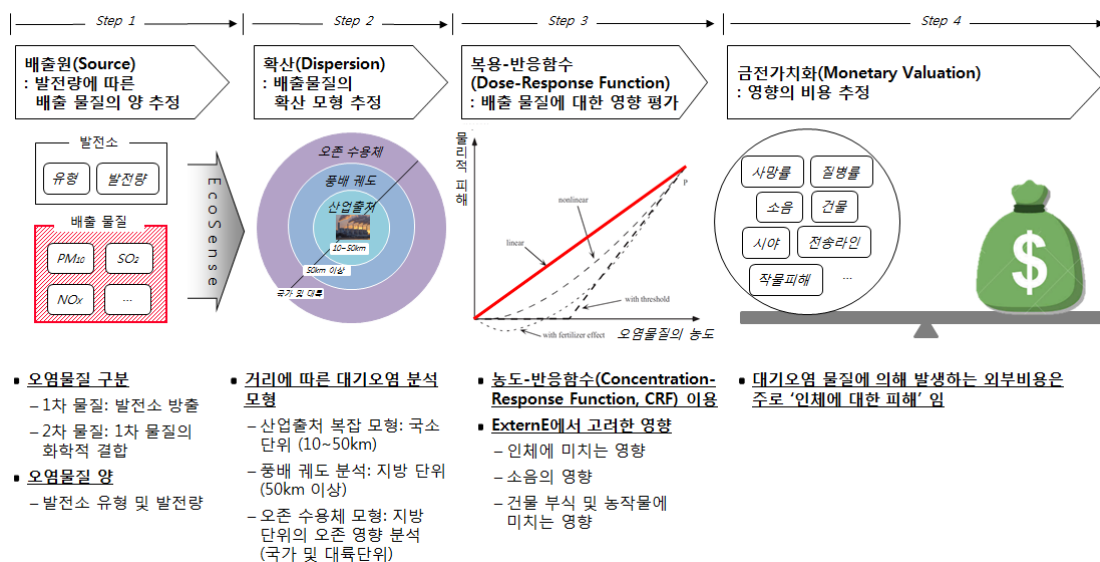 Step 1
Step 2
Step 3
Step 4
배출원(Source)
: 발전량에 따른
배출 물질의 양 추정
확산(Dispersion)
: 배출물질의
확산 모형 추정
복용-반응함수
(Dose-Response Function)
: 배출 물질에 대한 영향 평가
금전가치화(Monetary Valuation)
: 영향의 비용 추정
발전소
유형
발전량
배출 물질
PM10
SO2
NOx
...
EcoSense
오존 수용체
풍배 궤도
산업출처
10~50km
50km 이상
국가 및 대륙
물리적 피해
P
nonlinear
linear
with threshold
with fertilizer effect
오염물질의 농도
사망률
질병률
소음
건물
시야
전송라인
작물피해
...
$
▪ 오염물질 구분
– 1차 물질: 발전소 방출
– 2차 물질: 1차 물질의
화학적 결합
▪ 오염물질 양
– 발전소 유형 및 발전량
▪ 거리에 따른 대기오염 분석
모형
– 산업출처 복잡 모형: 국소
단위 (10~50km)
– 풍배 궤도 분석: 지방 단위
(50km 이상)
– 오존 수용체 모형: 지방
단위의 오존 영향 분석
(국가 및 대륙단위)
▪ 농도-반응함수(Concentration-
Response Function, CRF) 이용
▪ ExternE에서 고려한 영향
– 인체에 미치는 영향
– 소음의 영향
– 건물 부식 및 농작물에
미치는 영향
▪ 대기오염 물질에 의해 발생하는 외부비용은
주로 ‘인체에 대한 피해’ 임